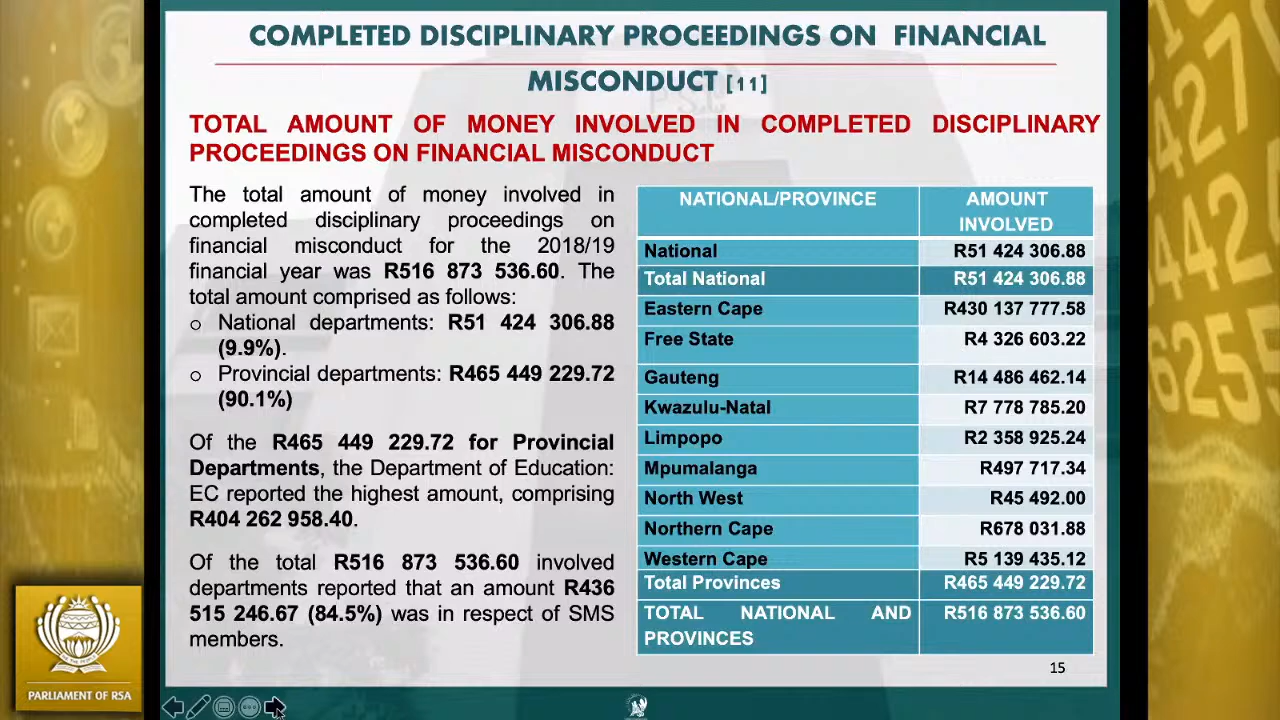 COMPLETED DISCIPLINARY PROCEEDINGS ON FINANCIAL
MISCONDUCT [11]
TOTAL AMOUNT OF MONEY INVOLVED IN COMPLETED DISCIPLINARY
PROCEEDINGS ON FINANCIAL MISCONDUCT
The total amount of money involved in
completed disciplinary proceedings on
financial misconduct for the 2018/19
financial year was R516 873 536.60. The
total amount comprised as follows:
o National departments: R51 424 306.88
(9.9%).
o Provincial departments: R465 449 229.72
(90.1%)
Of the R465 449 229.72 for Provincial
Departments, the Department of Education:
EC reported the highest amount, comprising
R404 262 958.40.
Of the total R516 873 536.60 involved
departments reported that an amount R436
515 246.67 (84.5%) was in respect of SMS
members.
NATIONAL/PROVINCE AMOUNT
INVOLVED
National R51 424 306.88
Total National R51 424 306.88
Eastern Cape R430 137 777.58
Free State R4 326 603.22
Gauteng R14 486 462.14
Kwazulu-Natal R7 778 785.20
Limpopo R2 358 925.24
Mpumalanga R497 717.34
North West R45 492.00
Northern Cape R678 031.88
Western Cape R5 139 435.12
Total Provinces R465 449 229.72
TOTAL NATIONAL AND R516 873 536.60
PROVINCES
15
PARLIAMENT OF RSA